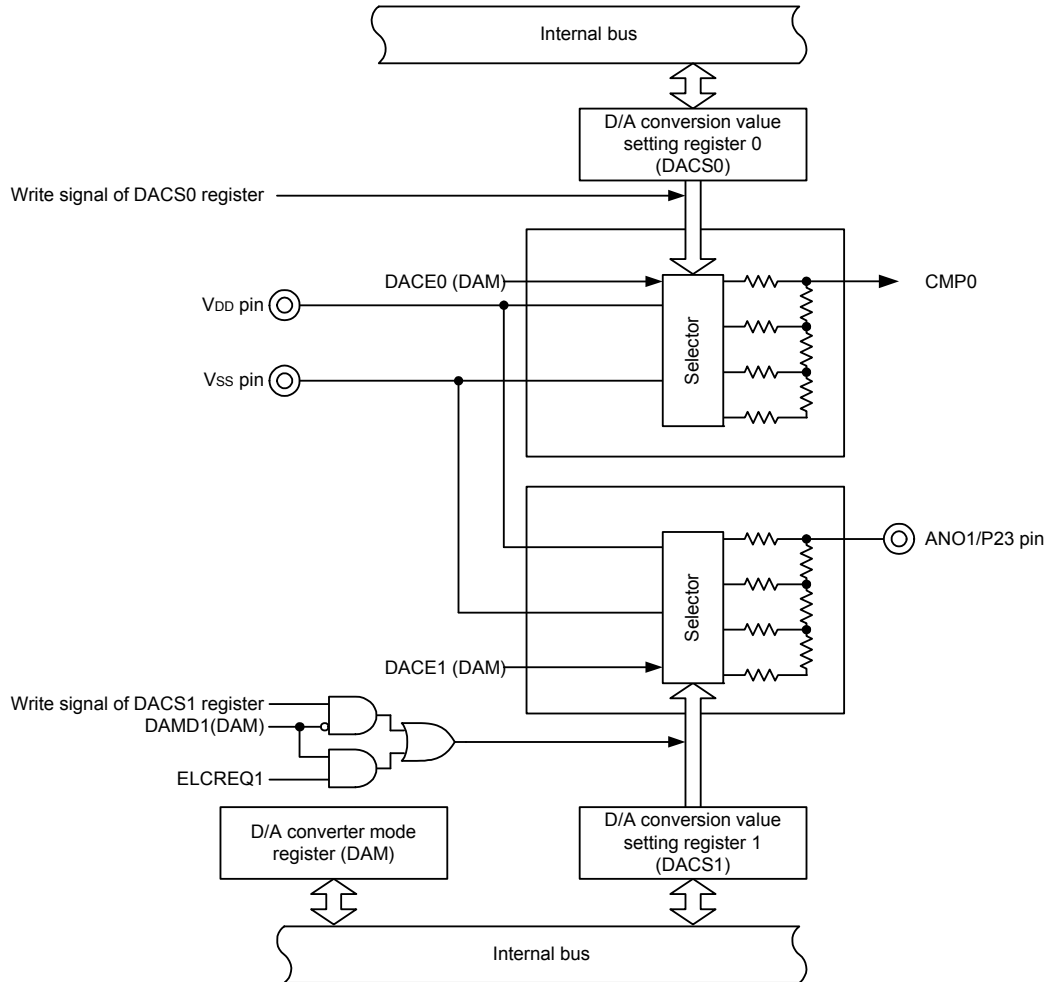 Internal bus
D/A conversion value
setting register 0
(DACS0)
Write signal of DACS0 register
DACE0 (DAM)
CMP0
VDD pin
Selector
VSS pin
ANO1/P23 pin
Selector
DACE1 (DAM)
Write signal of DACS1 register
DAMD1(DAM)
ELCREQ1
D/A converter mode
register (DAM)
D/A conversion value
setting register 1
(DACS1)
Internal bus